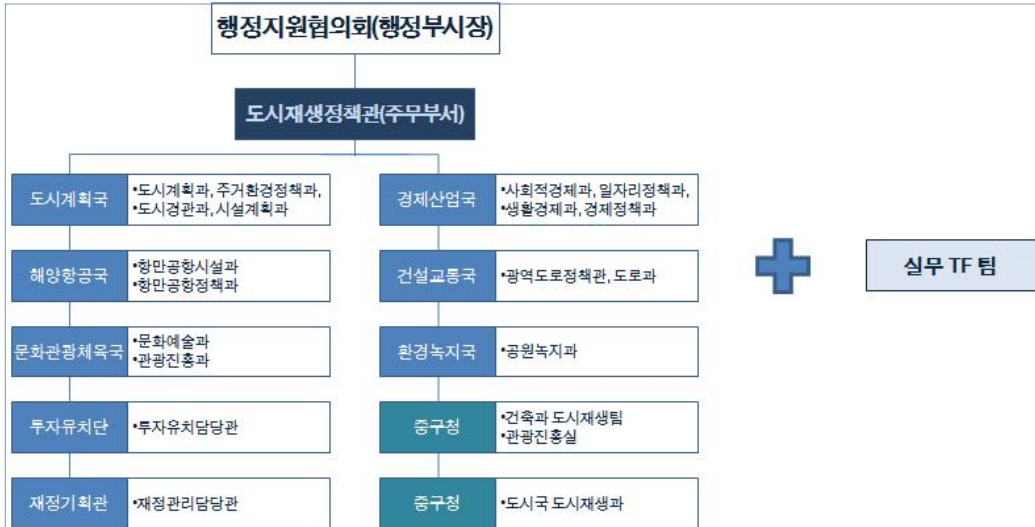 행정지원협의회(행정부시장)
도시재생정책관(주무부서)
도시계획국
•도시계획과, 주거환경정책과,
•도시경관과, 시설계획과
해양항공국
•항만공항시설과
•항만공항정책과
문화관광체육국
•문화예술과
•관광진흥과
투자유치단
•투자유치담당관
재정기획관
•재정관리담당관
경제산업국
•사회적경제과, 일자리정책과,
•생활경제과, 경제정책과
건설교통국
•광역도로정책관, 도로과
환경녹지국
•공원녹지과
중구청
•건축과 도시재생팀
•관광진흥실
중구청
•도시국 도시재생과
실무 TF 팀